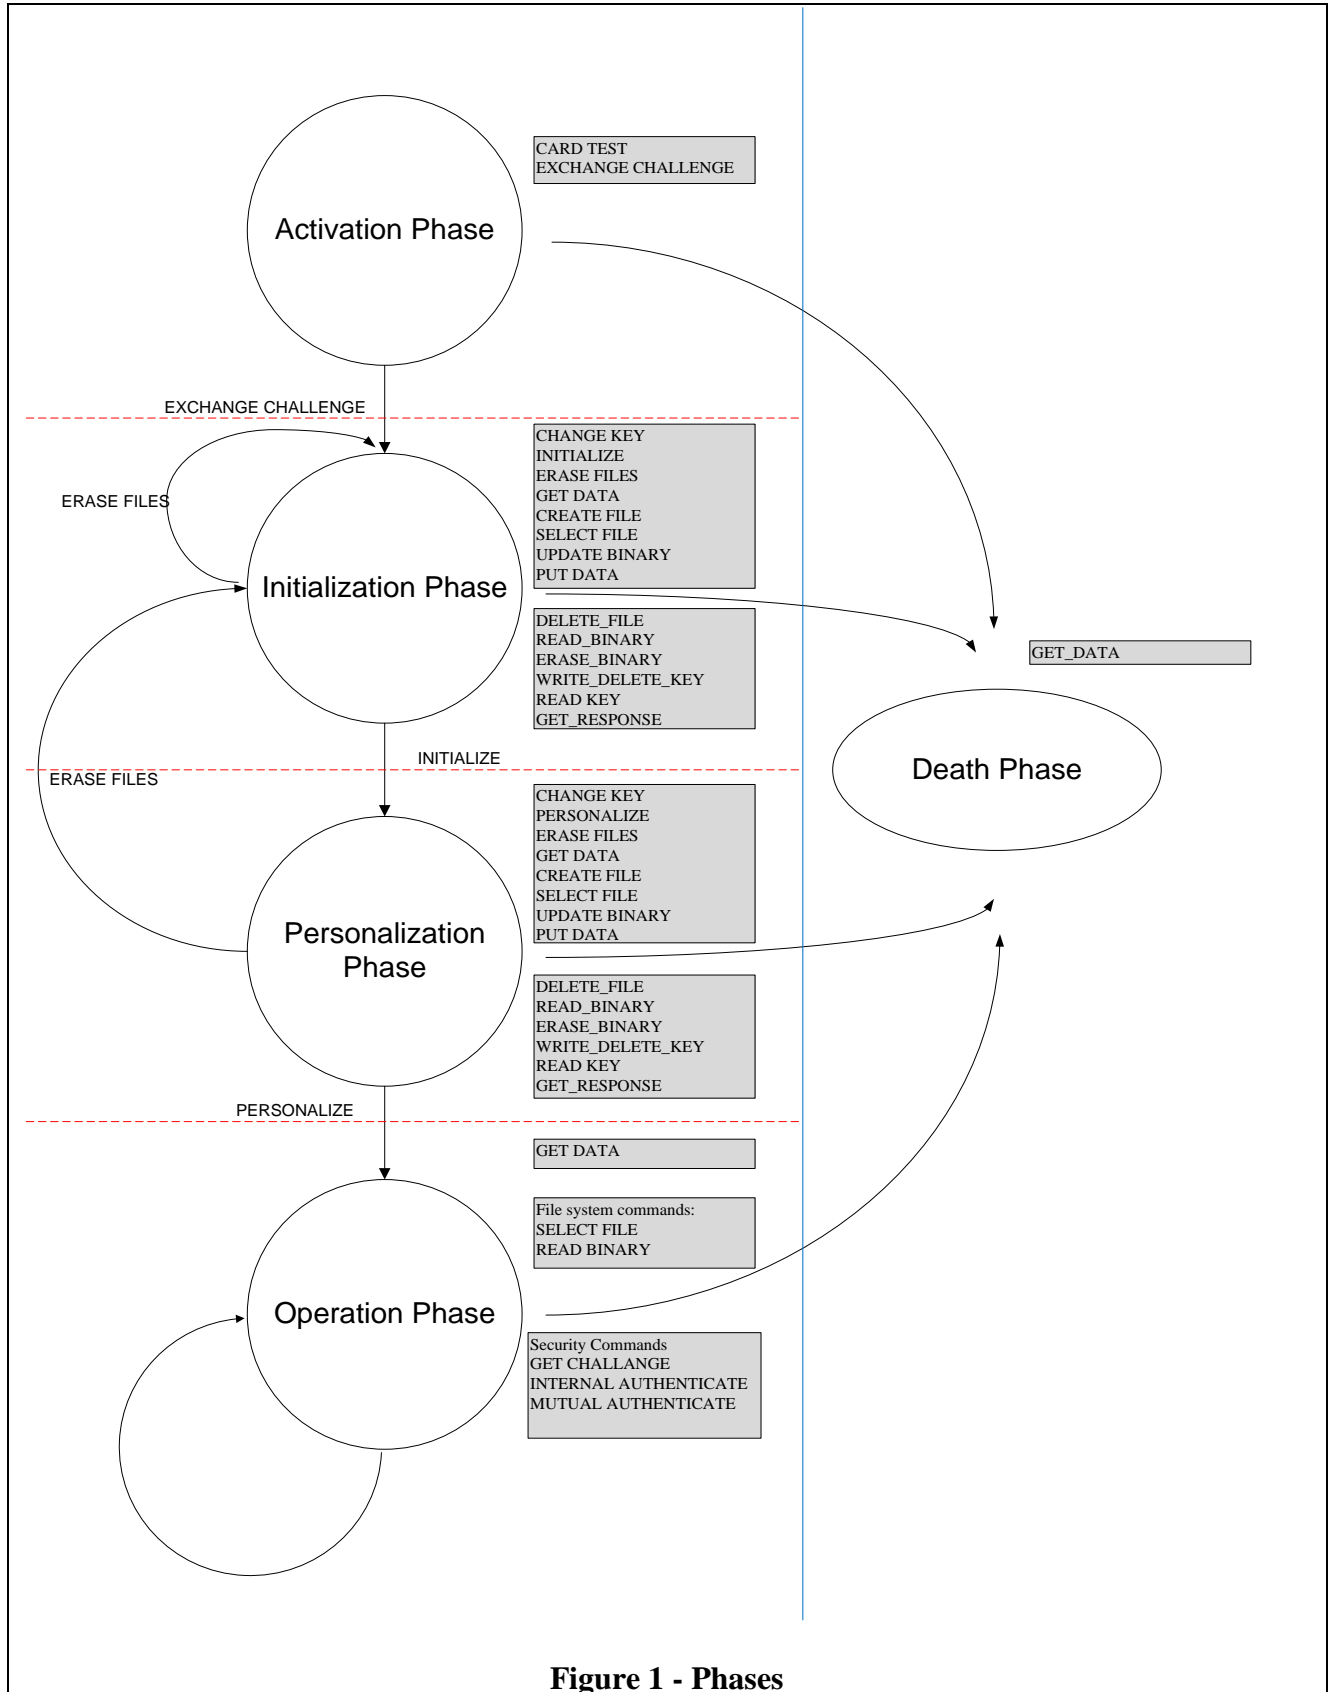 CARD TEST
EXCHANGE CHALLENGE
Activation Phase
EXCHANGE CHALLENGE
CHANGE KEY
INITIALIZE
ERASE FILES
GET DATA
CREATE FILE
SELECT FILE
UPDATE BINARY
PUT DATA
ERASE FILES
Initialization Phase
DELETE_FILE
READ_BINARY
ERASE_BINARY
WRITE_DELETE_KEY
READ KEY
GET_RESPONSE
GET_DATA
Death Phase
INITIALIZE
ERASE FILES
CHANGE KEY
PERSONALIZE
ERASE FILES
GET DATA
CREATE FILE
SELECT FILE
UPDATE BINARY
PUT DATA
Personalization
Phase
DELETE_FILE
READ_BINARY
ERASE_BINARY
WRITE_DELETE_KEY
READ KEY
GET_RESPONSE
PERSONALIZE
GET DATA
File system commands:
SELECT FILE
READ BINARY
Operation Phase
Security Commands
GET CHALLANGE
INTERNAL AUTHENTICATE
MUTUAL AUTHENTICATE
Figure 1 - Phases